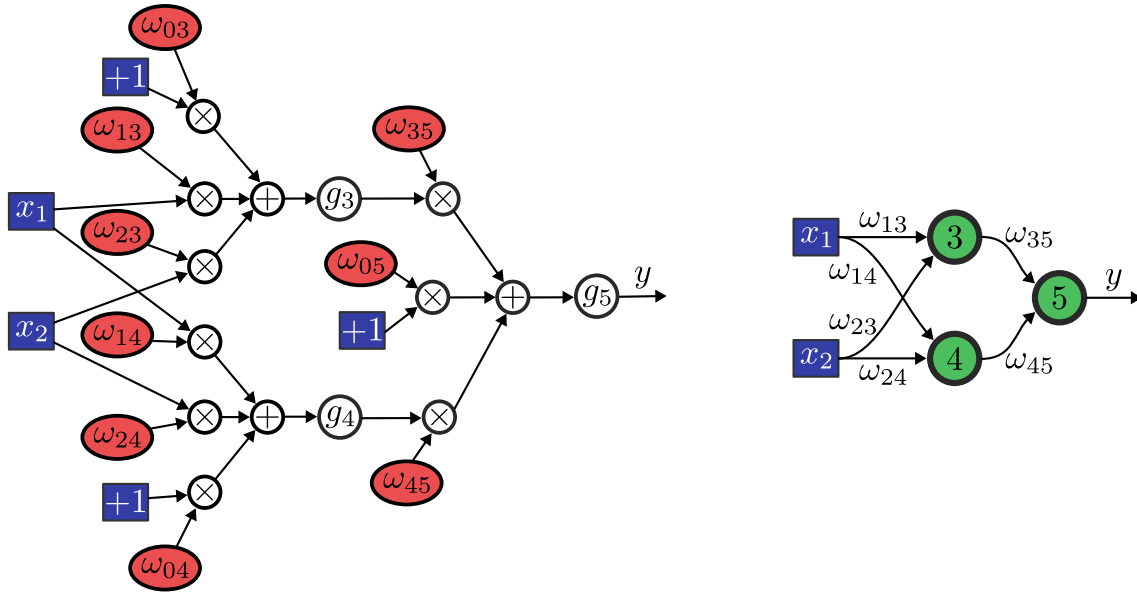 ω03
+1
×
ω13
ω35
x1
×
+
g3
×
ω23
×
ω05
×
+
g5
y
+1
x2
ω14
×
ω24
×
+
g4
×
ω45
+1
×
ω04
x1
ω13
3
ω35
ω14
5
y
ω23
x2
ω24
4
ω45